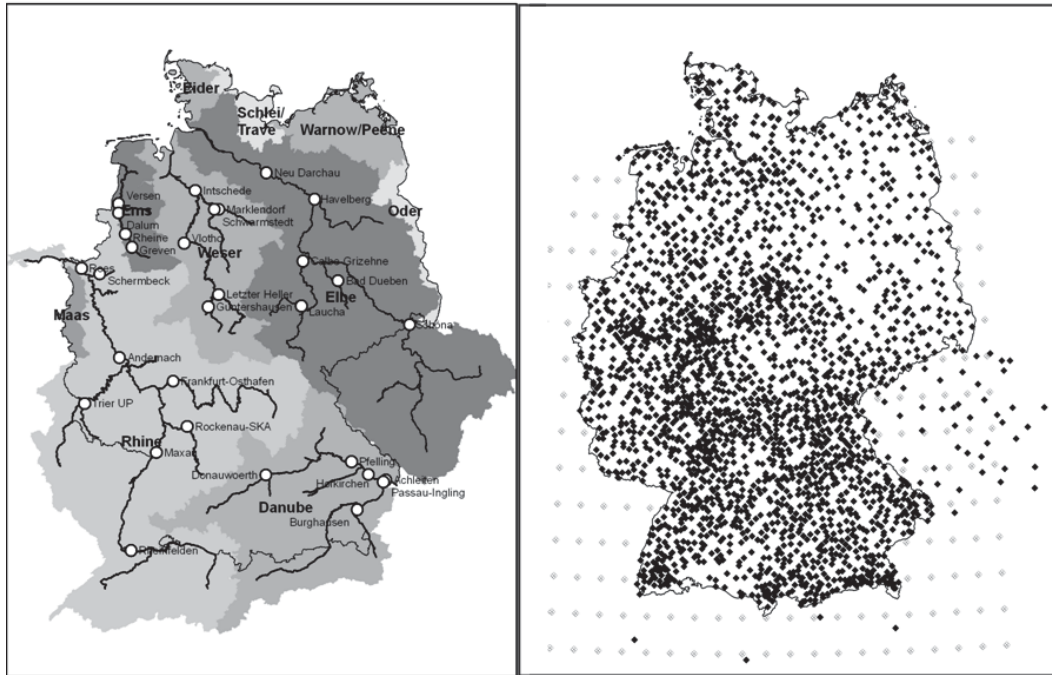 Eider
Schlei/
Trave
Warnow/Peene
Neu Darchau
Intschede
Havelberg
Versen
Marklendorf
Ems
Schwarmstedt
Oder
Dalum
Rheine
Vlotho
Greven
Weser
Calbe Grizehne
Rees
Schermbeck
Bad Dueben
Letzter Heller
Elbe
Guntershausen
Laucha
Maas
Schöna
Andernach
Frankfurt-Osthafen
Trier UP
Rockenau-SKA
Rhine
Maxau
Pfelling
Donauwoerth
Hofkirchen
Achleiten
Passau-Ingling
Danube
Burghausen
Rheinfelden